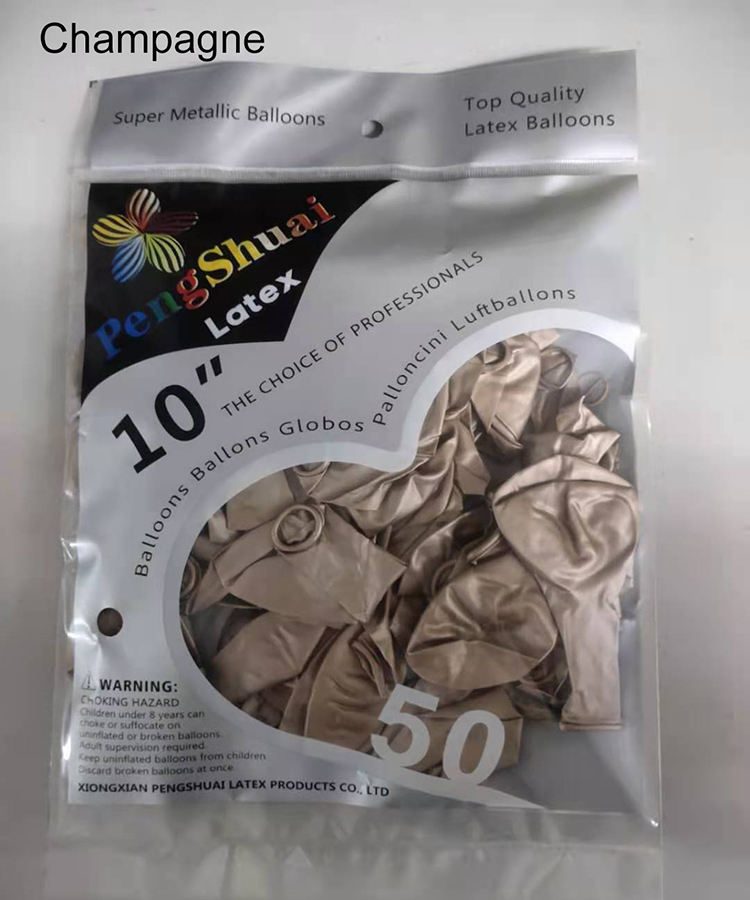 Champagne
Super Metallic Balloons
Top Quality
Latex Balloons
PengShuai
Latex
10"
THE CHOICE OF PROFESSIONALS
Balloons Ballons Globos Palloncini Luftballons
50
WARNING:
CHOKING HAZARD
Children under 8 years can
choke or suffocate on
uninflated or broken balloons.
Adult supervision required.
Keep uninflated balloons from children
Discard broken balloons at once.
XIONGXIAN PENGSHUAI LATEX PRODUCTS CO., LTD